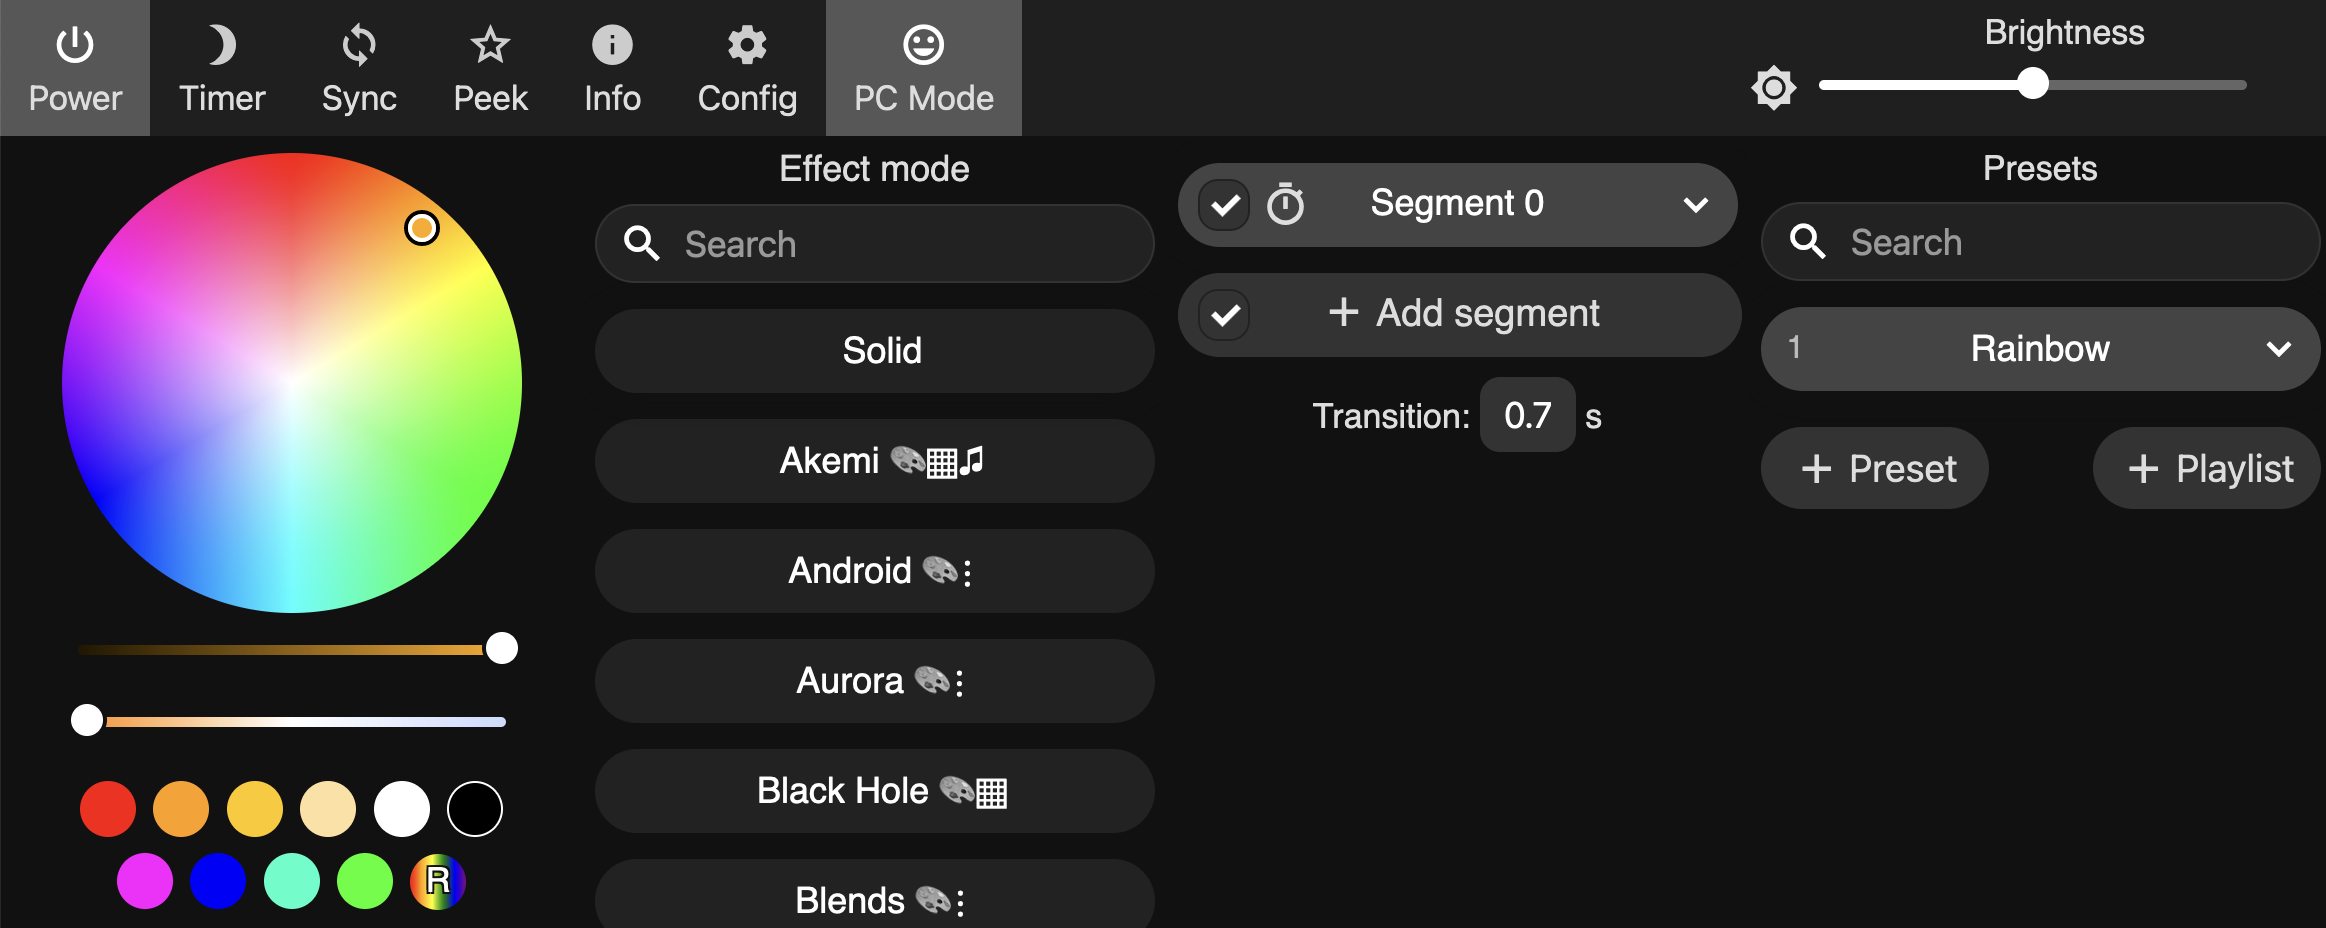 Power
Timer
Sync
Peek
Info
Config
PC Mode
Brightness
Effect mode
Search
Solid
Akemi
Android
Aurora
Black Hole
Blends
R
Segment 0
+ Add segment
Transition: 0.7 s
Presets
Search
1 Rainbow
+ Preset
+ Playlist